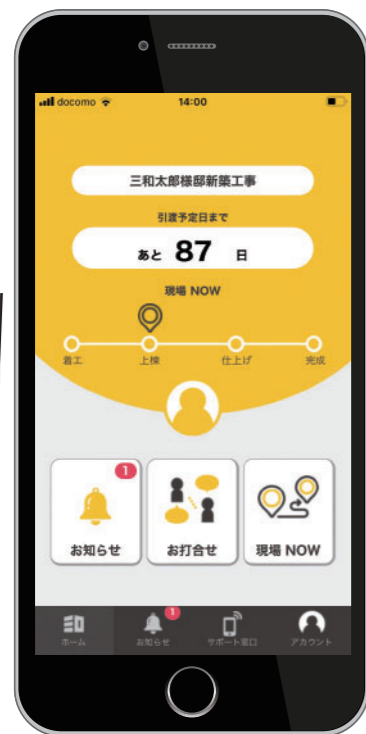 docomo 14:00
三和太郎様邸新築工事
引渡予定日まで
あと 87 日
現場 NOW
着工 上棟 仕上げ 完成
1
お知らせ お打合せ 現場 NOW
1
ホーム お知らせ サポート窓口 アカウント